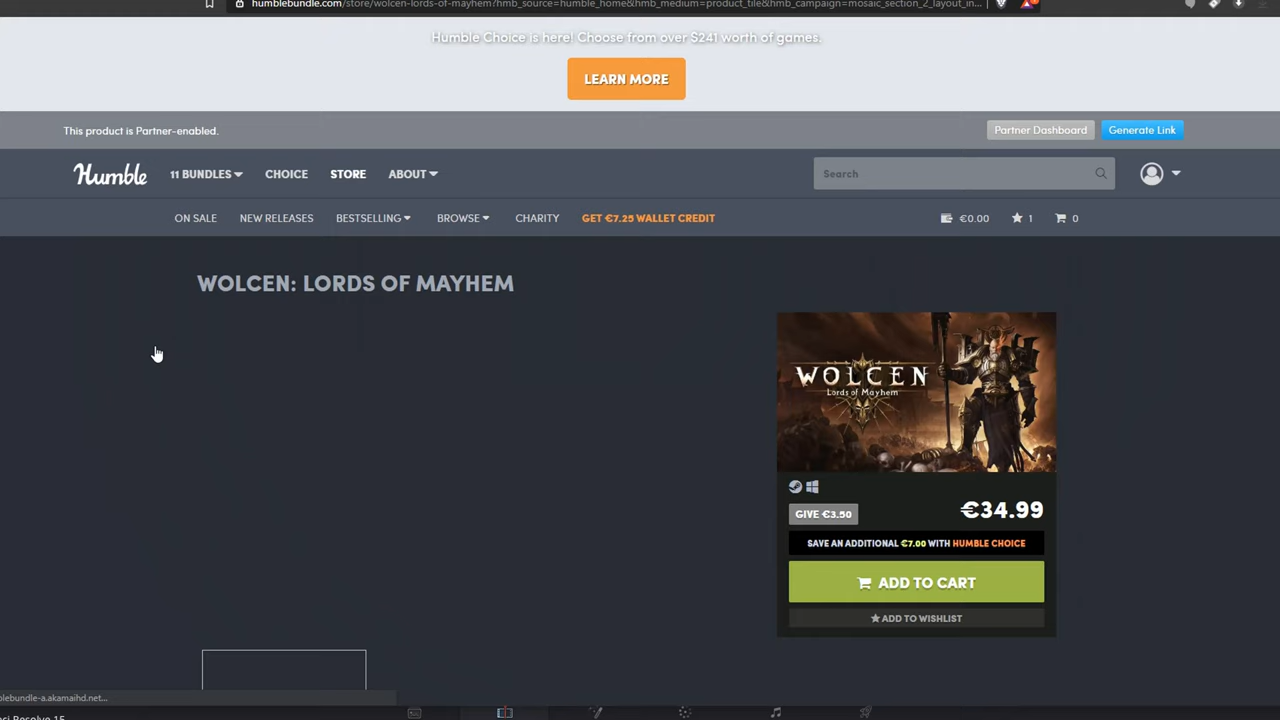 humblebundle.com/store/wolcen-lords-of-mayhem?hmb_source=humble_home&hmb_medium=product_tile&hmb_campaign=mosaic_section_2_layout_in...
Humble Choice is here! Choose from over $241 worth of games.
LEARN MORE
This product is Partner-enabled.
Partner Dashboard
Generate Link
Humble
11 BUNDLES
CHOICE
STORE
ABOUT
Search
ON SALE
NEW RELEASES
BESTSELLING
BROWSE
CHARITY
GET €7.25 WALLET CREDIT
€0.00
1
0
WOLCEN: LORDS OF MAYHEM
WOLCEN
Lords of Mayhem
GIVE €3.50
€34.99
SAVE AN ADDITIONAL €7.00 WITH HUMBLE CHOICE
ADD TO CART
ADD TO WISHLIST
blebundle-a.akamaihd.net...